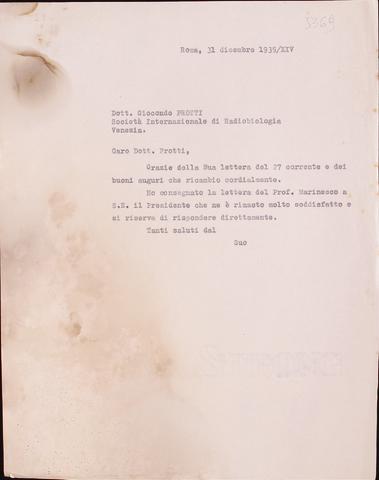 5369
Roma, 31 dicembre 1935/XIV
Dott. Giocondo PROTTI
Società Internazionale di Radiobiologia
Venezia.
Caro Dott. Protti,
Grazie della Sua lettera del 27 corrente e dei
buoni auguri che ricambio cordialmente.
Ho consegnato la lettera del Prof. Marinesco a
S.E. il Presidente che ne è rimasto molto soddisfatto e
si riserva di rispondere direttamente.
Tanti saluti dal
Suo